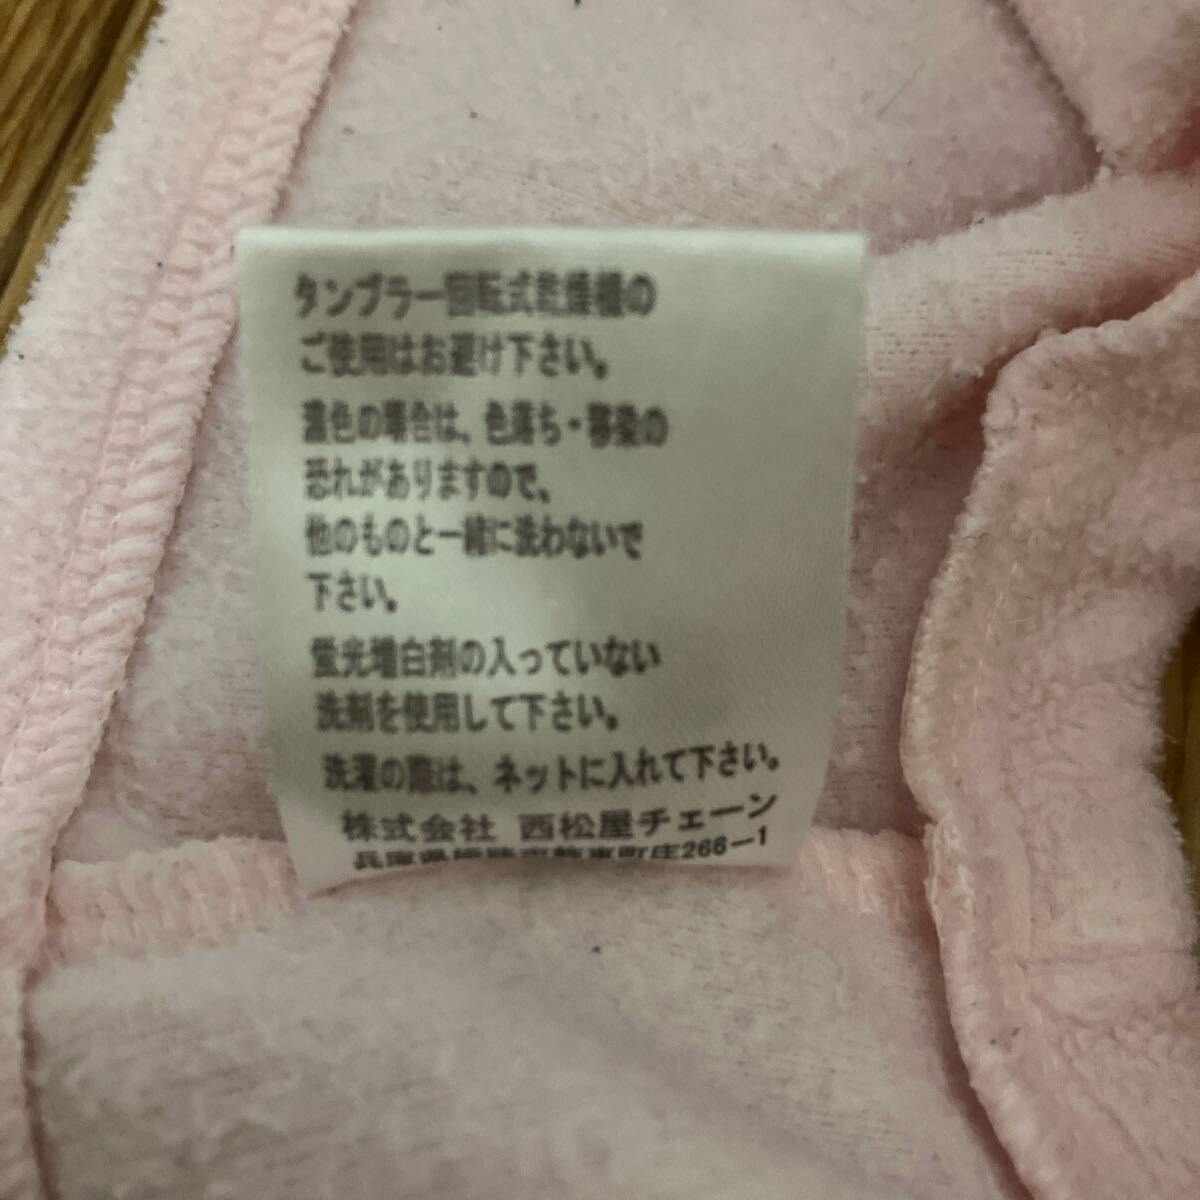 タンブラー回転式乾燥機の
ご使用はお避け下さい。
濃色の場合は、色落ち・移染の
恐れがありますので、
他のものと一緒に洗わないで
下さい。
蛍光増白剤の入っていない
洗剤を使用して下さい。
洗濯の際は、ネットに入れて下さい。
株式会社 西松屋チェーン
兵庫県姫路市飾東町庄266-1